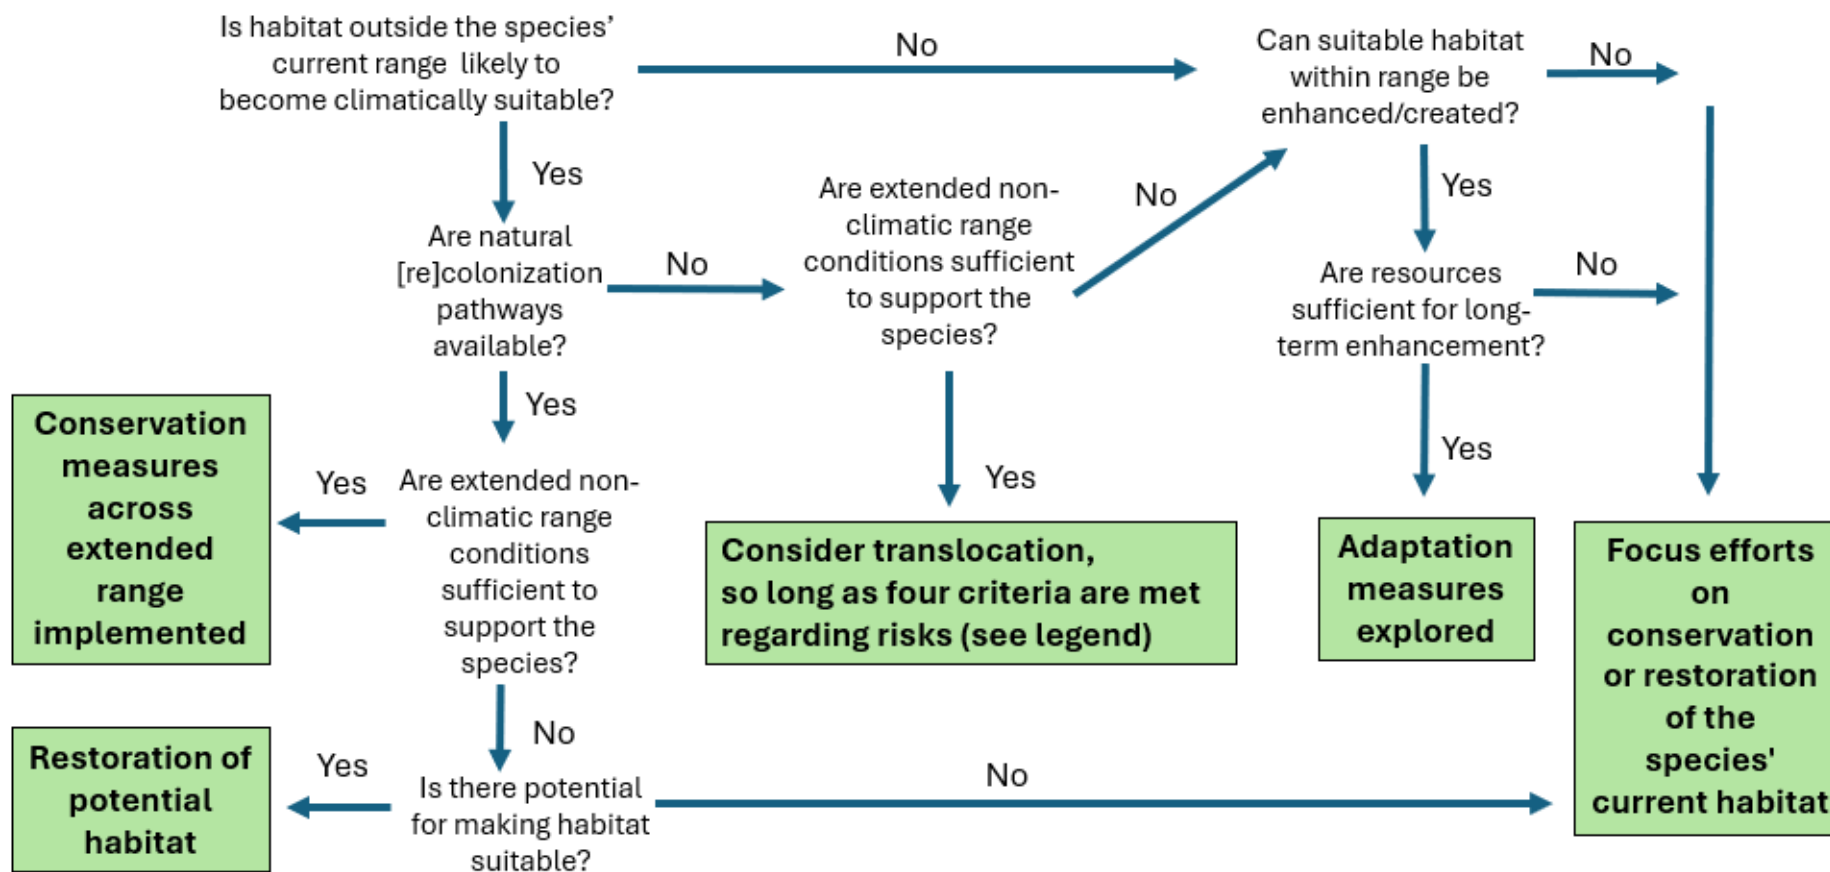 Is habitat outside the species’
current range likely to
become climatically suitable?
No
Can suitable habitat
within range be
enhanced/created?
No
Yes
Are natural
[re]colonization
pathways
available?
No
Are extended non-
climatic range
conditions sufficient
to support the
species?
No
Yes
Are resources
sufficient for long-
term enhancement?
No
Yes
Conservation
measures
across
extended
range
implemented
Yes
Are extended non-
climatic range
conditions
sufficient to
support the
species?
Yes
Consider translocation,
so long as four criteria are met
regarding risks (see legend)
Yes
Adaptation
measures
explored
Focus efforts
on
conservation
or restoration
of the
species'
current habitat
No
Restoration of
potential
habitat
Yes
Is there potential
for making habitat
suitable?
No